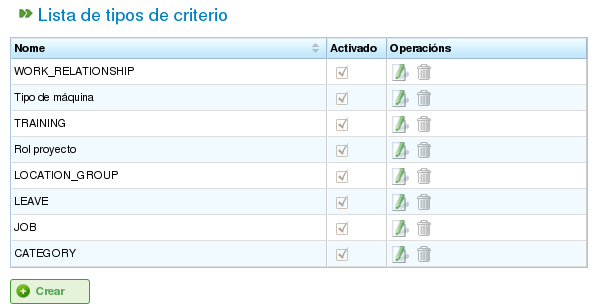 Lista de tipos de criterio
Nome Activado Operacións
WORK_RELATIONSHIP
Tipo de máquina
TRAINING
Rol proyecto
LOCATION_GROUP
LEAVE
JOB
CATEGORY
Crear